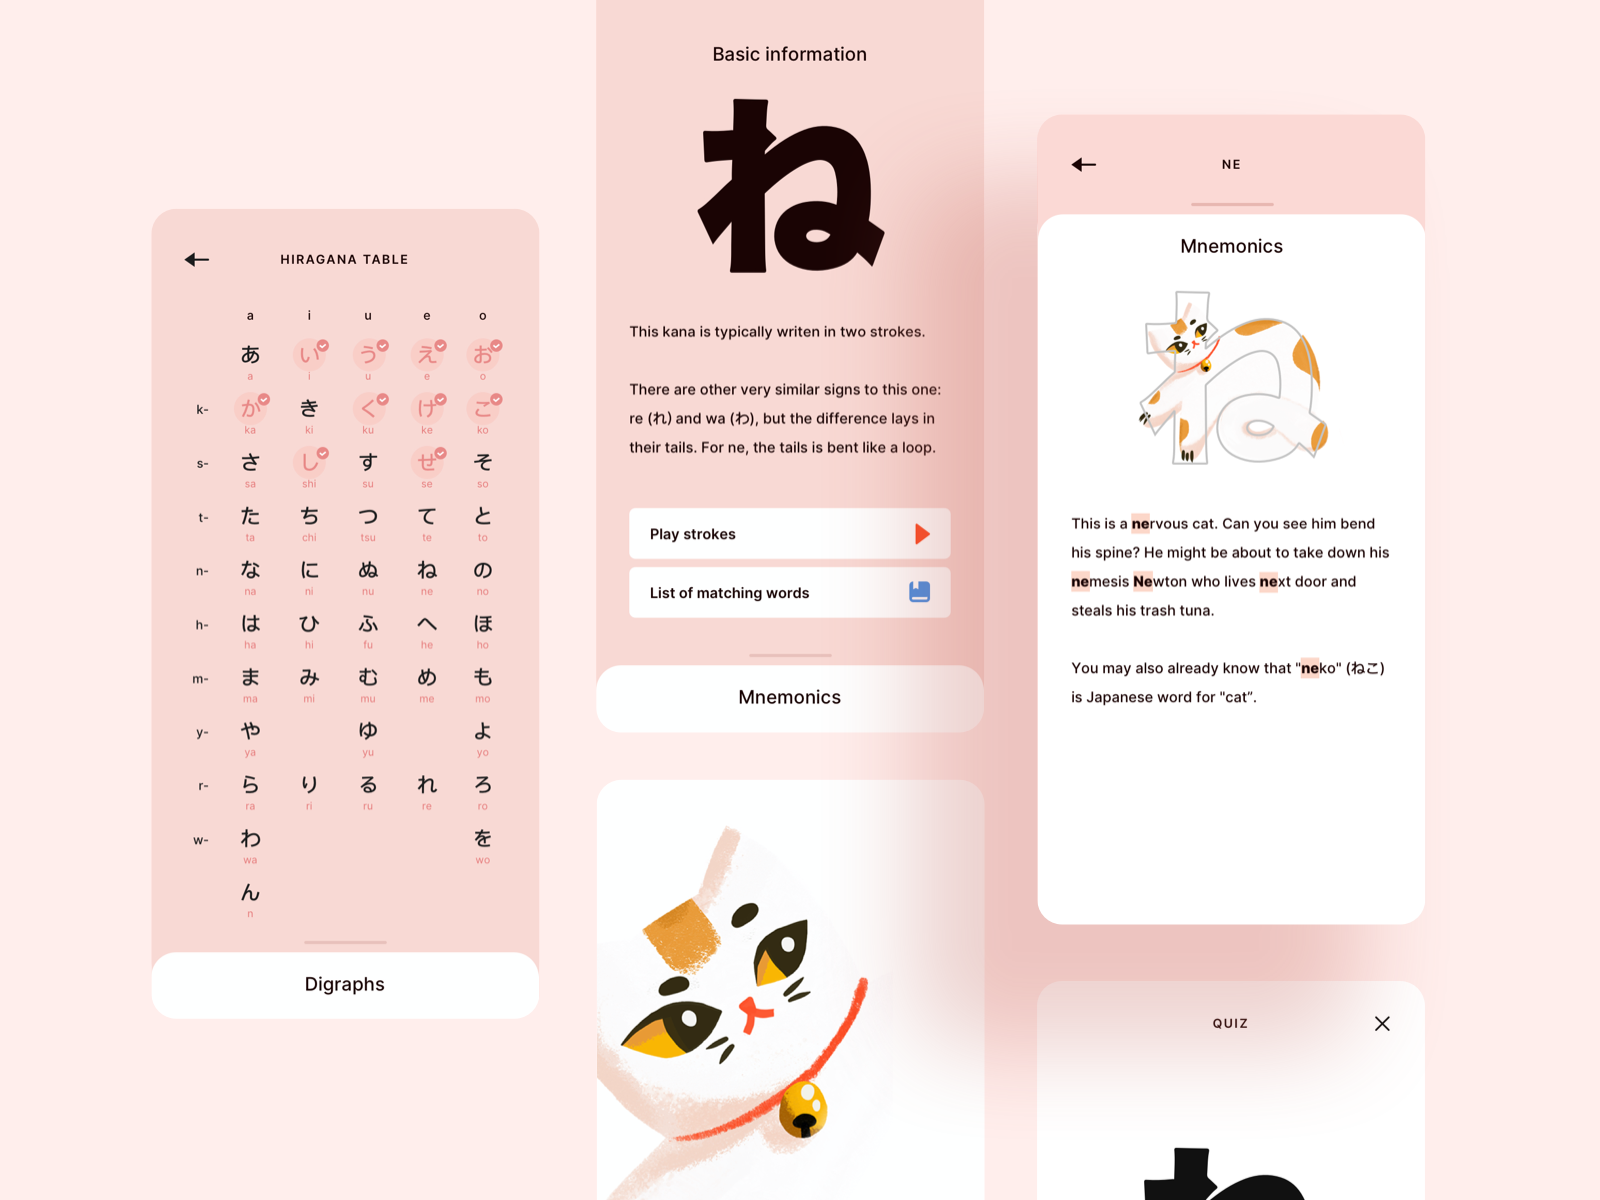 HIRAGANA TABLE
a i u e o
あ い う え お
a i u e o
k- か き く け こ
ka ki ku ke ko
s- さ し す せ そ
sa shi su se so
t- た ち つ て と
ta chi tsu te to
n- な に ぬ ね の
na ni nu ne no
h- は ひ ふ へ ほ
ha hi fu he ho
m- ま み む め も
ma mi mu me mo
y- や ゆ よ
ya yu yo
r- ら り る れ ろ
ra ri ru re ro
w- わ を
wa wo
ん
n
Digraphs
Basic information
ね
This kana is typically writen in two strokes.
There are other very similar signs to this one:
re (れ) and wa (わ), but the difference lays in
their tails. For ne, the tails is bent like a loop.
Play strokes
List of matching words
Mnemonics
NE
Mnemonics
ね
This is a nervous cat. Can you see him bend
his spine? He might be about to take down his
nemesis Newton who lives next door and
steals his trash tuna.
You may also already know that "neko" (ねこ)
is Japanese word for "cat”.
QUIZ